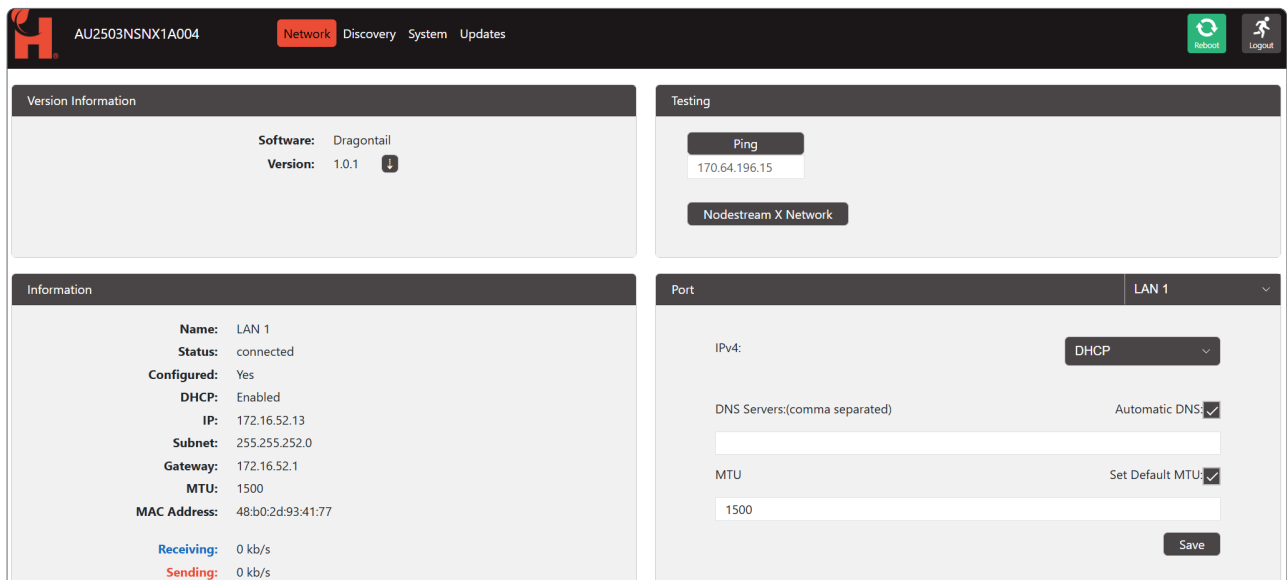 AU2503NSNX1A004
Network Discovery System Updates
Reboot
Logout
Version Information
Software: Dragontail
Version: 1.0.1
Testing
Ping
170.64.196.15
Nodestream X Network
Information
Name: LAN 1
Status: connected
Configured: Yes
DHCP: Enabled
IP: 172.16.52.13
Subnet: 255.255.252.0
Gateway: 172.16.52.1
MTU: 1500
MAC Address: 48:b0:2d:93:41:77
Receiving: 0 kb/s
Sending: 0 kb/s
Port LAN 1
IPv4: DHCP
DNS Servers:(comma separated) Automatic DNS:
MTU Set Default MTU:
1500
Save